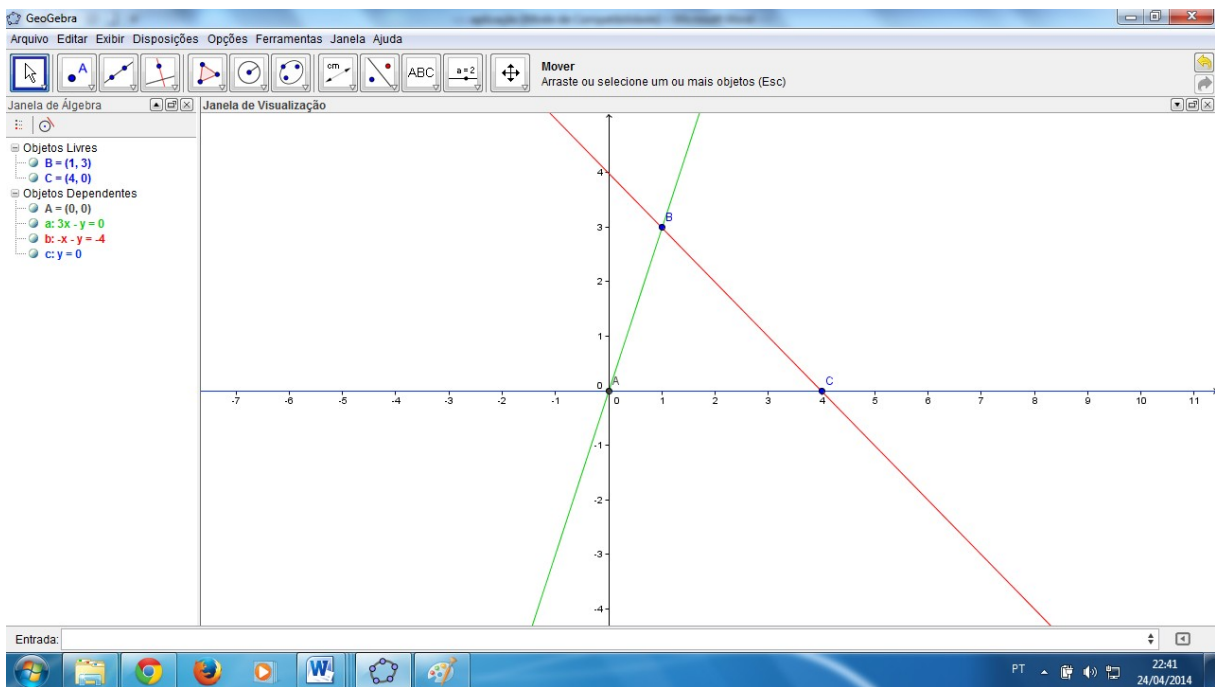 GeoGebra
Arquivo Editar Exibir Disposições Opções Ferramentas Janela Ajuda
A
cm
ABC
a = 2
Mover
Arraste ou selecione um ou mais objetos (Esc)
Janela de Álgebra
Janela de Visualização
Objetos Livres
B = (1, 3)
C = (4, 0)
Objetos Dependentes
A = (0, 0)
a: 3x - y = 0
b: -x - y = -4
c: y = 0
4
B
3
2
1
0 A C
-7 -6 -5 -4 -3 -2 -1 0 1 2 3 4 5 6 7 8 9 10 11
-1
-2
-3
-4
Entrada:
W
PT 22:41
24/04/2014